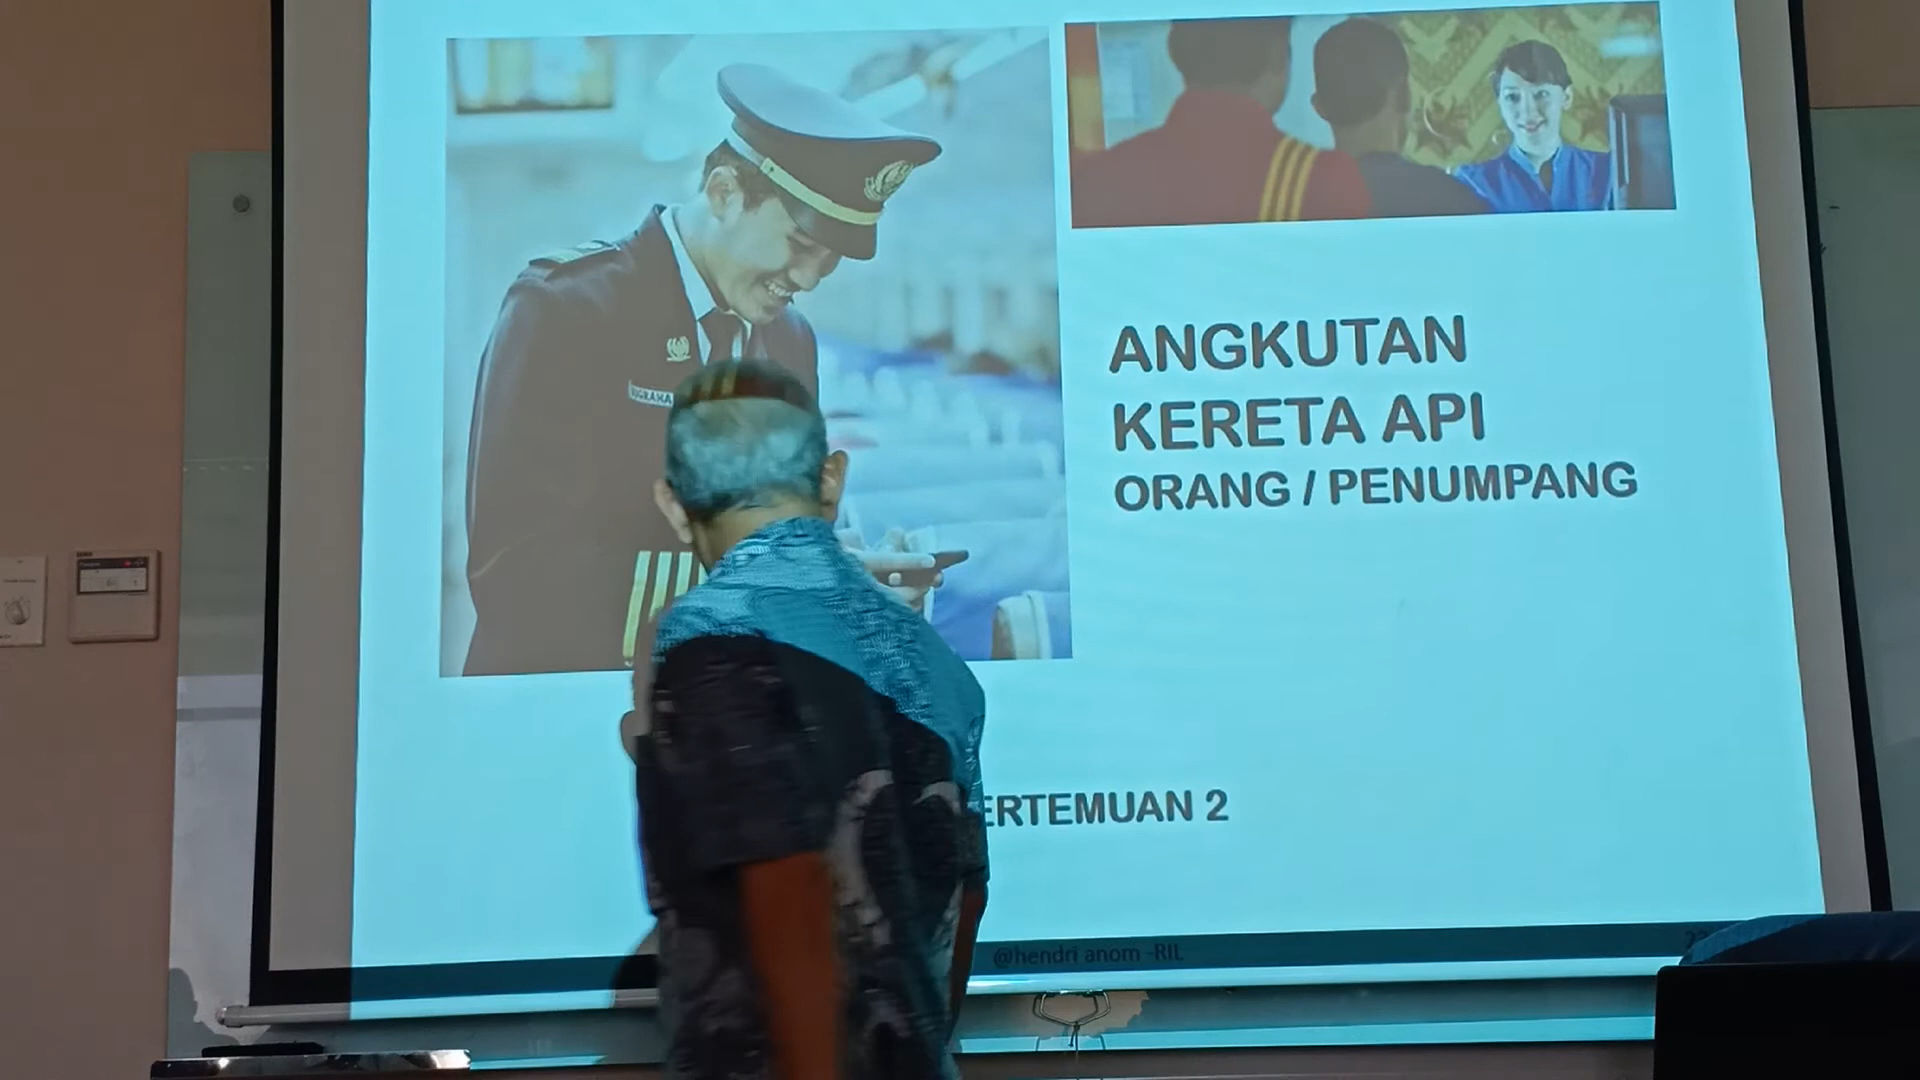 ANGKUTAN
KERETA API
ORANG / PENUMPANG
ERTEMUAN 2
@hendri anom -RIL